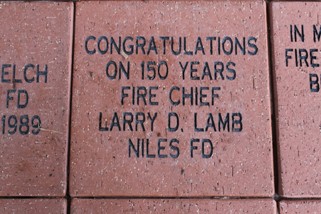 ELCH
FD
1989
CONGRATULATIONS
ON 150 YEARS
FIRE CHIEF
LARRY D. LAMB
NILES FD
IN M
FIRE
B